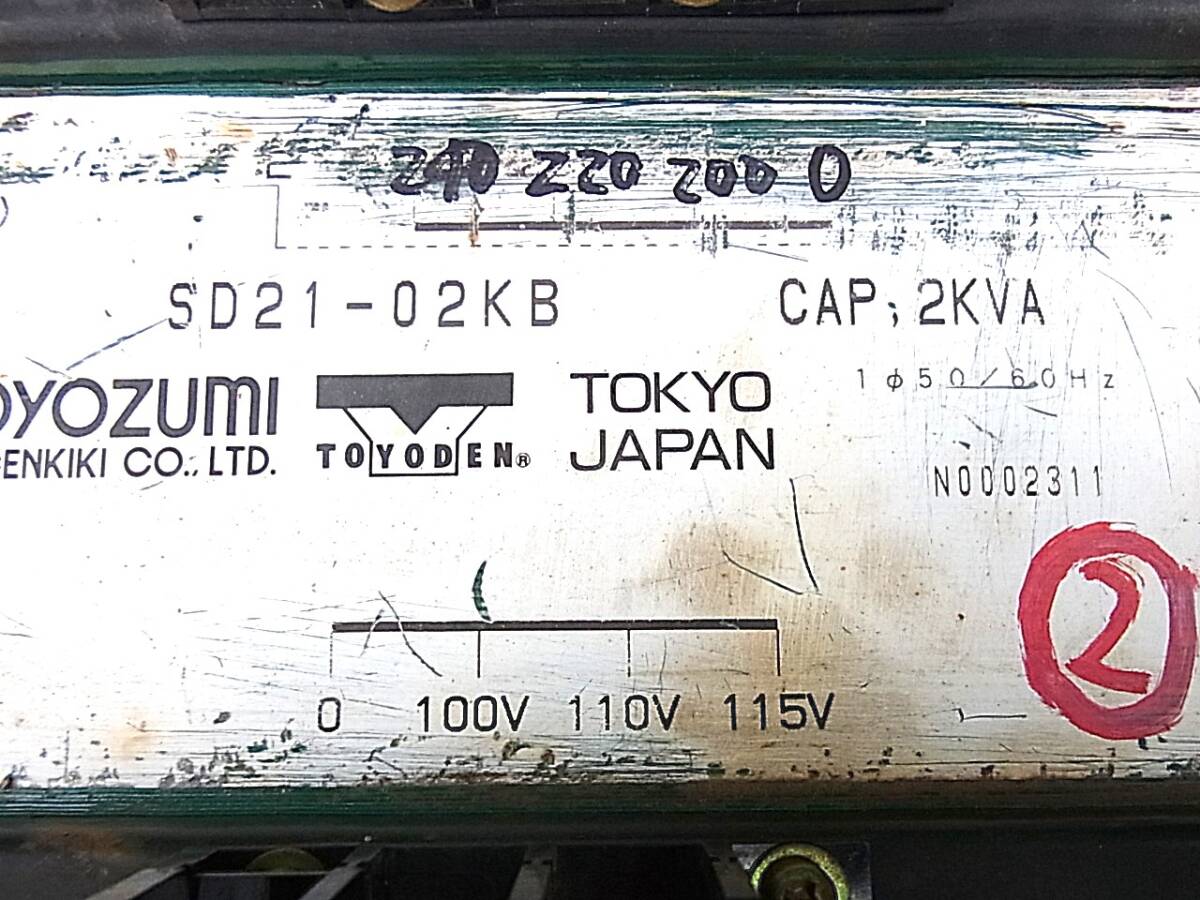 240 220 200 0
SD21-02KB CAP; 2KVA
1φ50/60Hz
OYOZUMI
ENKIKI CO., LTD.
TOYODEN®
TOKYO
JAPAN
N0002311
2
0 100V 110V 115V